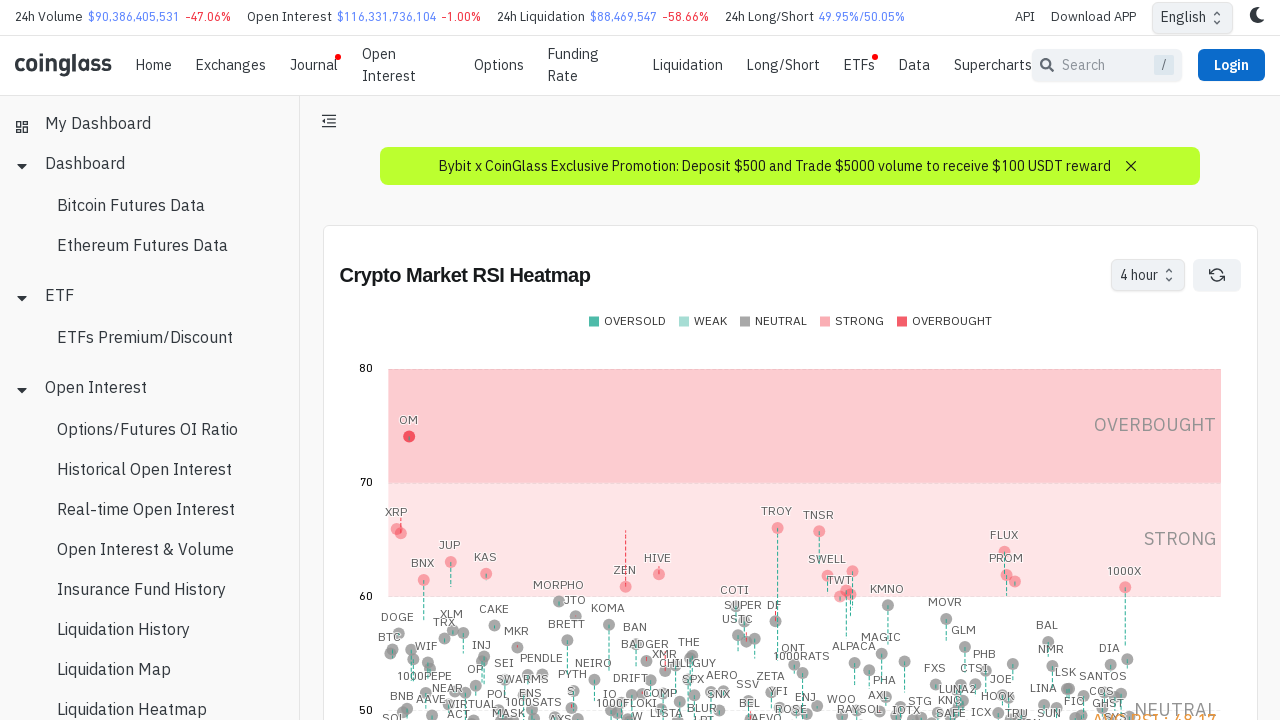 24h Volume $90,386,405,531 -47.06% Open Interest $116,331,736,104 -1.00% 24h Liquidation $88,469,547 -58.66% 24h Long/Short 49.95%/50.05% API Download APP English
coinglass Home Exchanges Journal Open Interest Options Funding Rate Liquidation Long/Short ETFs Data Supercharts Search / Login
My Dashboard
Dashboard
Bitcoin Futures Data
Ethereum Futures Data
ETF
ETFs Premium/Discount
Open Interest
Options/Futures OI Ratio
Historical Open Interest
Real-time Open Interest
Open Interest & Volume
Insurance Fund History
Liquidation History
Liquidation Map
Liquidation Heatmap
Bybit x CoinGlass Exclusive Promotion: Deposit $500 and Trade $5000 volume to receive $100 USDT reward
Crypto Market RSI Heatmap
4 hour
OVERSOLD WEAK NEUTRAL STRONG OVERBOUGHT
80
OM
OVERBOUGHT
70
XRP TROY TNSR
STRONG
FLUX
JUP
BNX KAS ZEN HIVE SWELL PROM 1000X
TWT
60
MORPHO JTO COTI KMNO
DOGE XLM CAKE KOMA SUPER DF MOVR
TRX MKR BRETT BAN USTC GLM BAL
BTC WIF INJ BADGER THE ONT ALPACA MAGIC NMR DIA
SEI PENDLE NEIRO XMR CHILLGUY 1000RATS FXS CTSI PHB
1000PEPE OP SWARMS PYTH DRIFT SPX AERO ZETA PHA JOE LSK SANTOS
BNB AAVE NEAR POL ENS IO COMP SNX SSV YFI ENJ WOO AXL LUNA2 HOOK LINA COS
VIRTUAL 1000SATS 1000FLOKI BLUR BEL ROSE STG KNC FIO GHST
SOL ACT MASK LISTA RAYSOL IOTX SAFE ICX TRU SUN
50
NEUTRAL